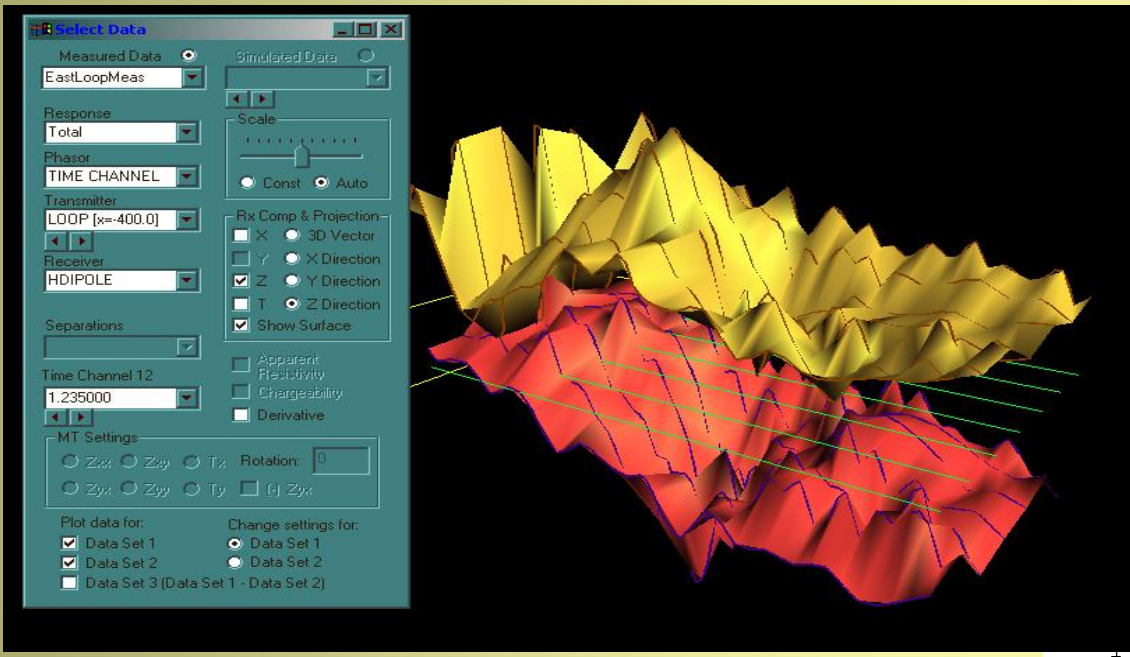 Select Data
Measured Data
Simulated Data
EastLoopMeas
Response
Total
Phasor
TIME CHANNEL
Transmitter
LOOP [x=-400.0]
Receiver
HDIPOLE
Separations
Time Channel 12
1.235000
Scale
Const Auto
Rx Comp & Projection
X 3D Vector
Y X Direction
Z Y Direction
T Z Direction
Show Surface
Apparent
Resistivity
Chargeability
Derivative
MT Settings
Zxx Zxy Tx Rotation: 0
Zyx Zyy Ty (-) Zyx
Plot data for:
Data Set 1
Data Set 2
Data Set 3 (Data Set 1 - Data Set 2)
Change settings for:
Data Set 1
Data Set 2